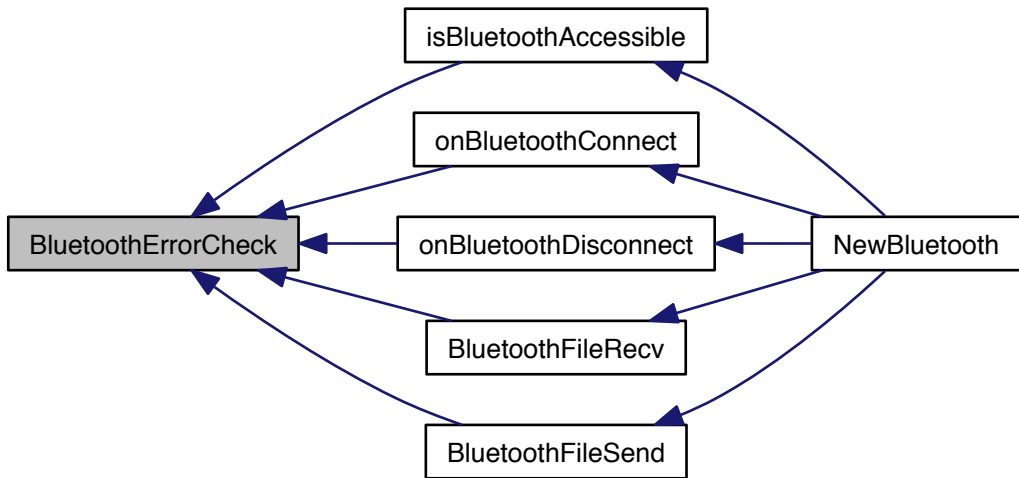 isBluetoothAccessible
onBluetoothConnect
BluetoothErrorCheck
onBluetoothDisconnect
NewBluetooth
BluetoothFileRecv
BluetoothFileSend